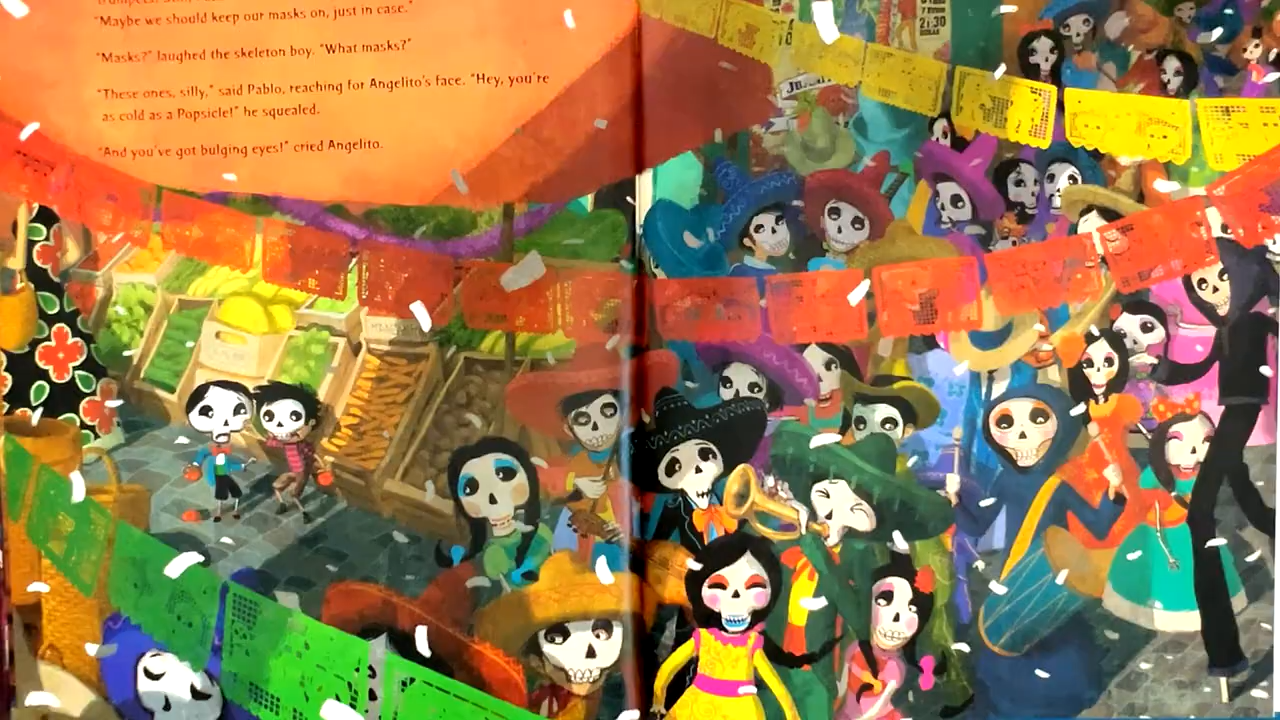 "Maybe we should keep our masks on, just in case."
"Masks?" laughed the skeleton boy. "What masks?"
"These ones, silly," said Pablo, reaching for Angelito's face. "Hey, you're
as cold as a Popsicle!" he squealed.
"And you've got bulging eyes!" cried Angelito.
21:30